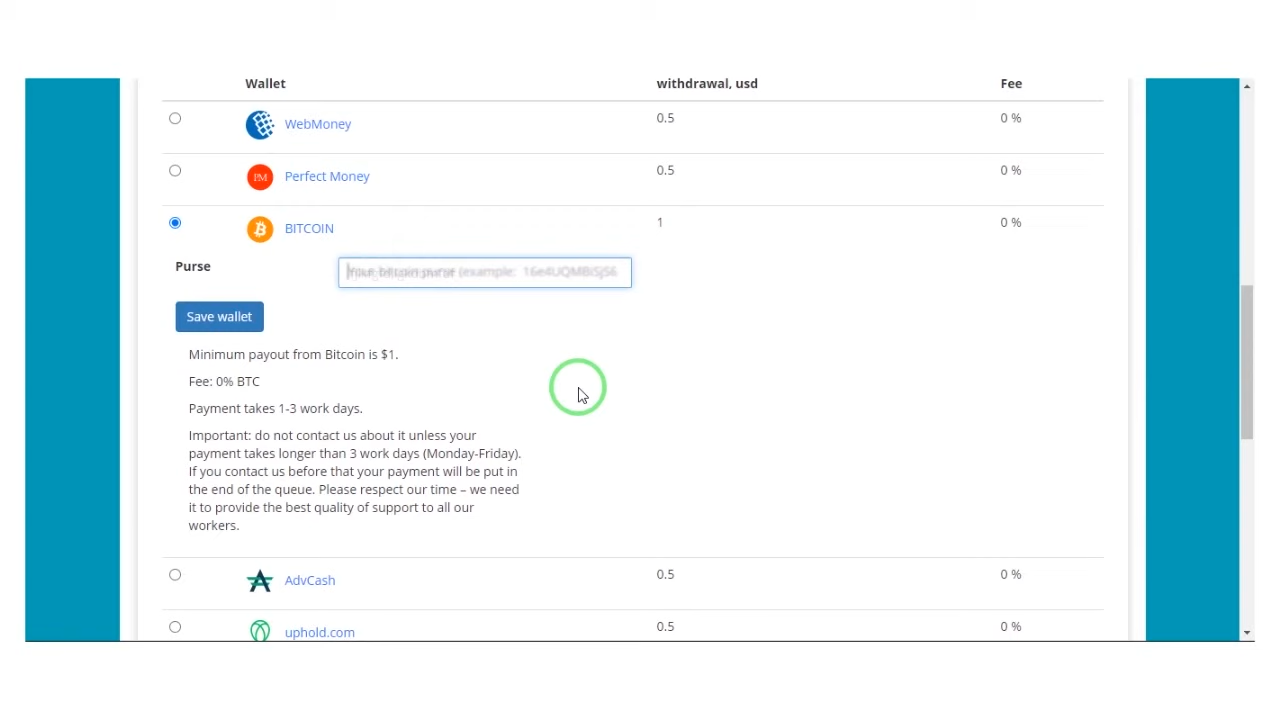 Wallet withdrawal, usd Fee
WebMoney 0.5 0 %
Perfect Money 0.5 0 %
BITCOIN 1 0 %
Purse (example: 16e4UQMBiSjS6
Save wallet
Minimum payout from Bitcoin is $1.
Fee: 0% BTC
Payment takes 1-3 work days.
Important: do not contact us about it unless your
payment takes longer than 3 work days (Monday-Friday).
If you contact us before that your payment will be put in
the end of the queue. Please respect our time – we need
it to provide the best quality of support to all our
workers.
AdvCash 0.5 0 %
uphold.com 0.5 0 %